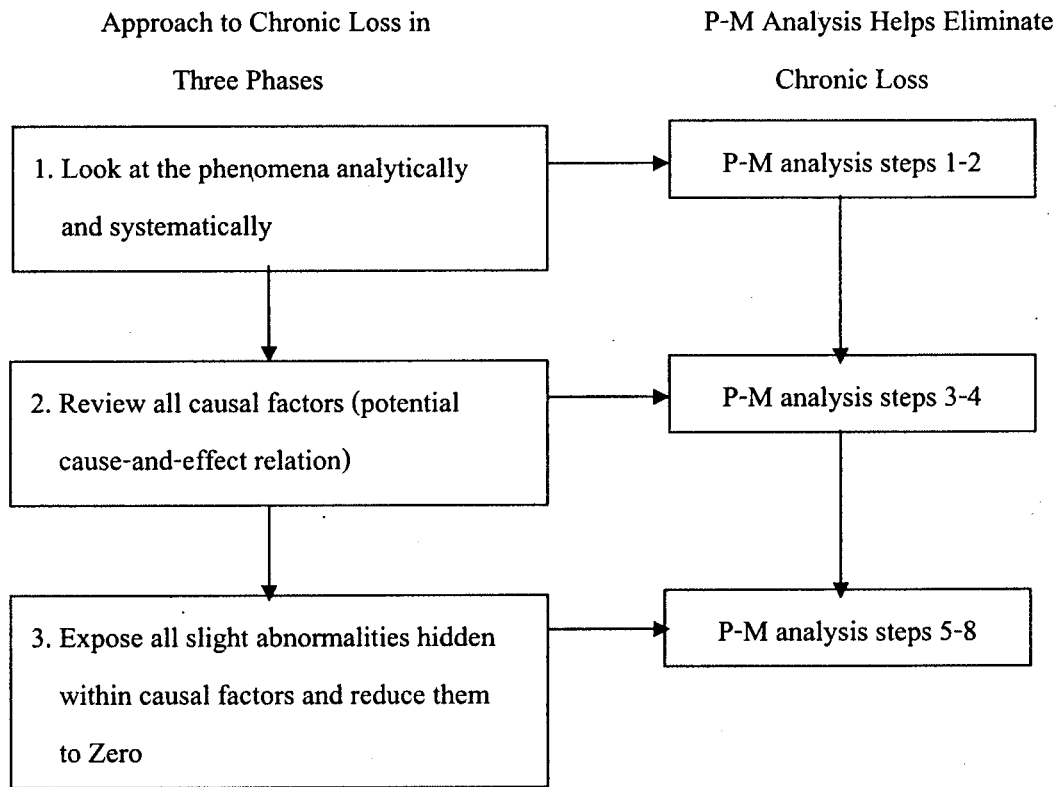 Approach to Chronic Loss in
Three Phases
P-M Analysis Helps Eliminate
Chronic Loss
1. Look at the phenomena analytically
and systematically
P-M analysis steps 1-2
2. Review all causal factors (potential
cause-and-effect relation)
P-M analysis steps 3-4
3. Expose all slight abnormalities hidden
within causal factors and reduce them
to Zero
P-M analysis steps 5-8